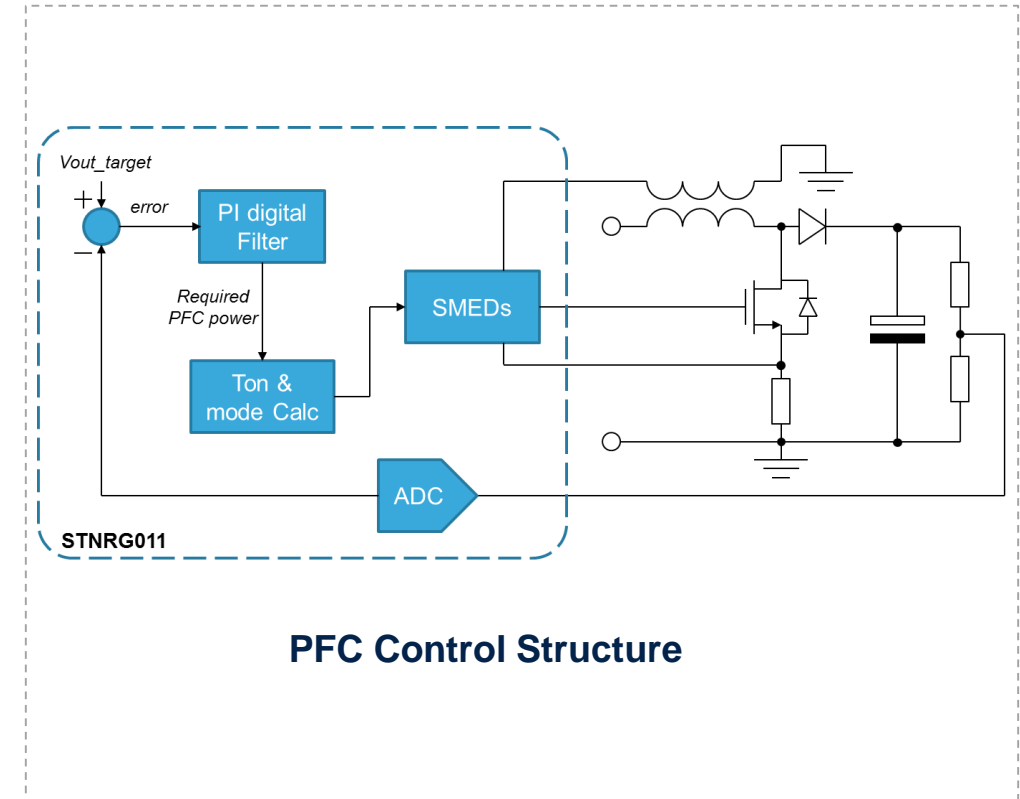 Vout_target
+
error
−
PI digital
Filter
Required
PFC power
SMEDs
Ton &
mode Calc
ADC
STNRG011
PFC Control Structure